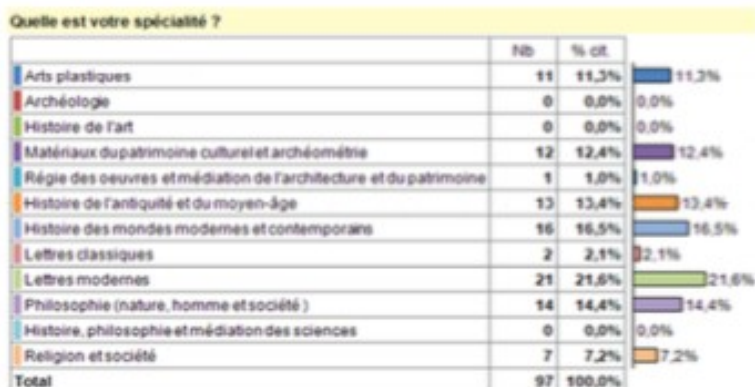 Quelle est votre spécialité ?
Nb % cit.
Arts plastiques 11 11,3% 11,3%
Archéologie 0 0,0% 0,0%
Histoire de l'art 0 0,0% 0,0%
Matériaux du patrimoine culturel et archéométrie 12 12,4% 12,4%
Régie des oeuvres et médiation de l'architecture et du patrimoine 1 1,0% 1,0%
Histoire de l'antiquité et du moyen-âge 13 13,4% 13,4%
Histoire des mondes modernes et contemporains 16 16,5% 16,5%
Lettres classiques 2 2,1% 2,1%
Lettres modernes 21 21,6% 21,6%
Philosophie (nature, homme et société ) 14 14,4% 14,4%
Histoire, philosophie et médiation des sciences 0 0,0% 0,0%
Religion et société 7 7,2% 7,2%
Total 97 100,0%